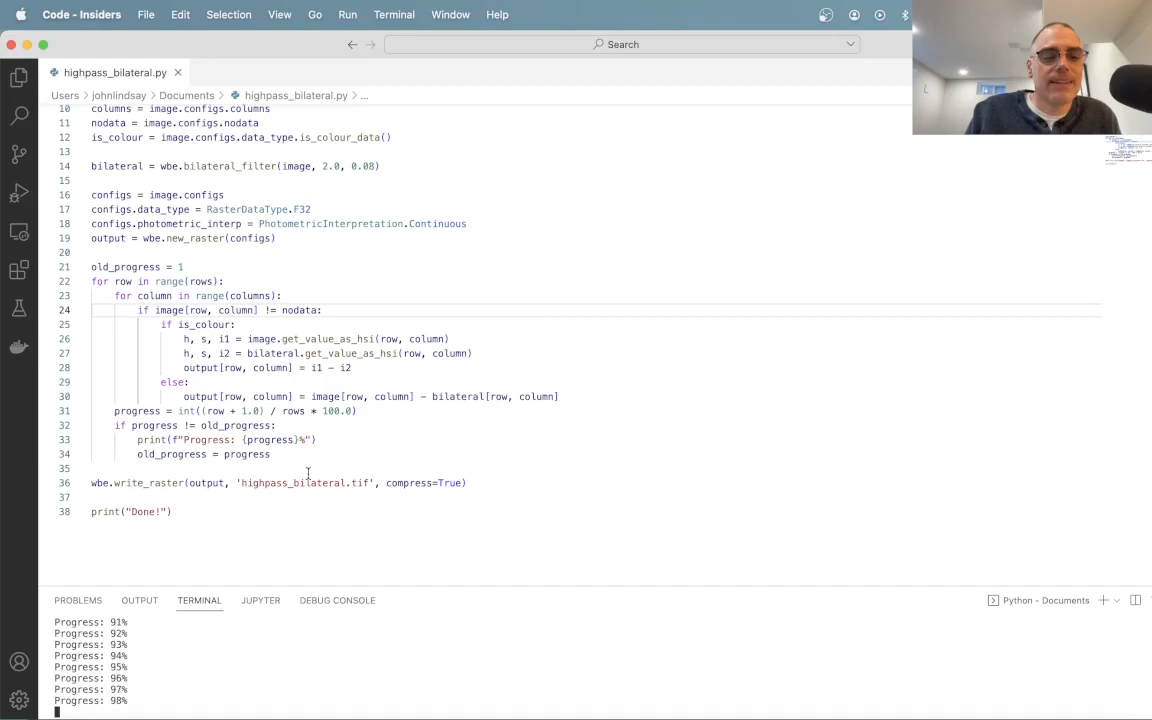 Code - Insiders File Edit Selection View Go Run Terminal Window Help
Search
highpass_bilateral.py
Users > johnlindsay > Documents > highpass_bilateral.py > ...
10 columns = image.configs.columns
11 nodata = image.configs.nodata
12 is_colour = image.configs.data_type.is_colour_data()
13
14 bilateral = wbe.bilateral_filter(image, 2.0, 0.08)
15
16 configs = image.configs
17 configs.data_type = RasterDataType.F32
18 configs.photometric_interp = PhotometricInterpretation.Continuous
19 output = wbe.new_raster(configs)
20
21 old_progress = 1
22 for row in range(rows):
23     for column in range(columns):
24         if image[row, column] != nodata:
25             if is_colour:
26                 h, s, i1 = image.get_value_as_hsi(row, column)
27                 h, s, i2 = bilateral.get_value_as_hsi(row, column)
28                 output[row, column] = i1 - i2
29             else:
30                 output[row, column] = image[row, column] - bilateral[row, column]
31     progress = int((row + 1.0) / rows * 100.0)
32     if progress != old_progress:
33         print(f"Progress: {progress}%")
34         old_progress = progress
35
36 wbe.write_raster(output, 'highpass_bilateral.tif', compress=True)
37
38 print("Done!")
PROBLEMS OUTPUT TERMINAL JUPYTER DEBUG CONSOLE
Python - Documents
Progress: 91%
Progress: 92%
Progress: 93%
Progress: 94%
Progress: 95%
Progress: 96%
Progress: 97%
Progress: 98%